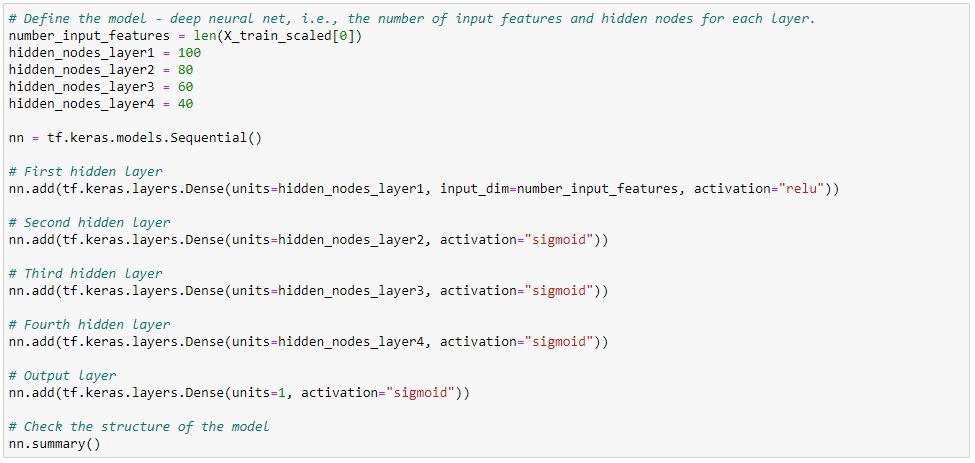 # Define the model - deep neural net, i.e., the number of input features and hidden nodes for each layer.
number_input_features = len(X_train_scaled[0])
hidden_nodes_layer1 = 100
hidden_nodes_layer2 = 80
hidden_nodes_layer3 = 60
hidden_nodes_layer4 = 40
nn = tf.keras.models.Sequential()
# First hidden layer
nn.add(tf.keras.layers.Dense(units=hidden_nodes_layer1, input_dim=number_input_features, activation="relu"))
# Second hidden layer
nn.add(tf.keras.layers.Dense(units=hidden_nodes_layer2, activation="sigmoid"))
# Third hidden layer
nn.add(tf.keras.layers.Dense(units=hidden_nodes_layer3, activation="sigmoid"))
# Fourth hidden layer
nn.add(tf.keras.layers.Dense(units=hidden_nodes_layer4, activation="sigmoid"))
# Output layer
nn.add(tf.keras.layers.Dense(units=1, activation="sigmoid"))
# Check the structure of the model
nn.summary()